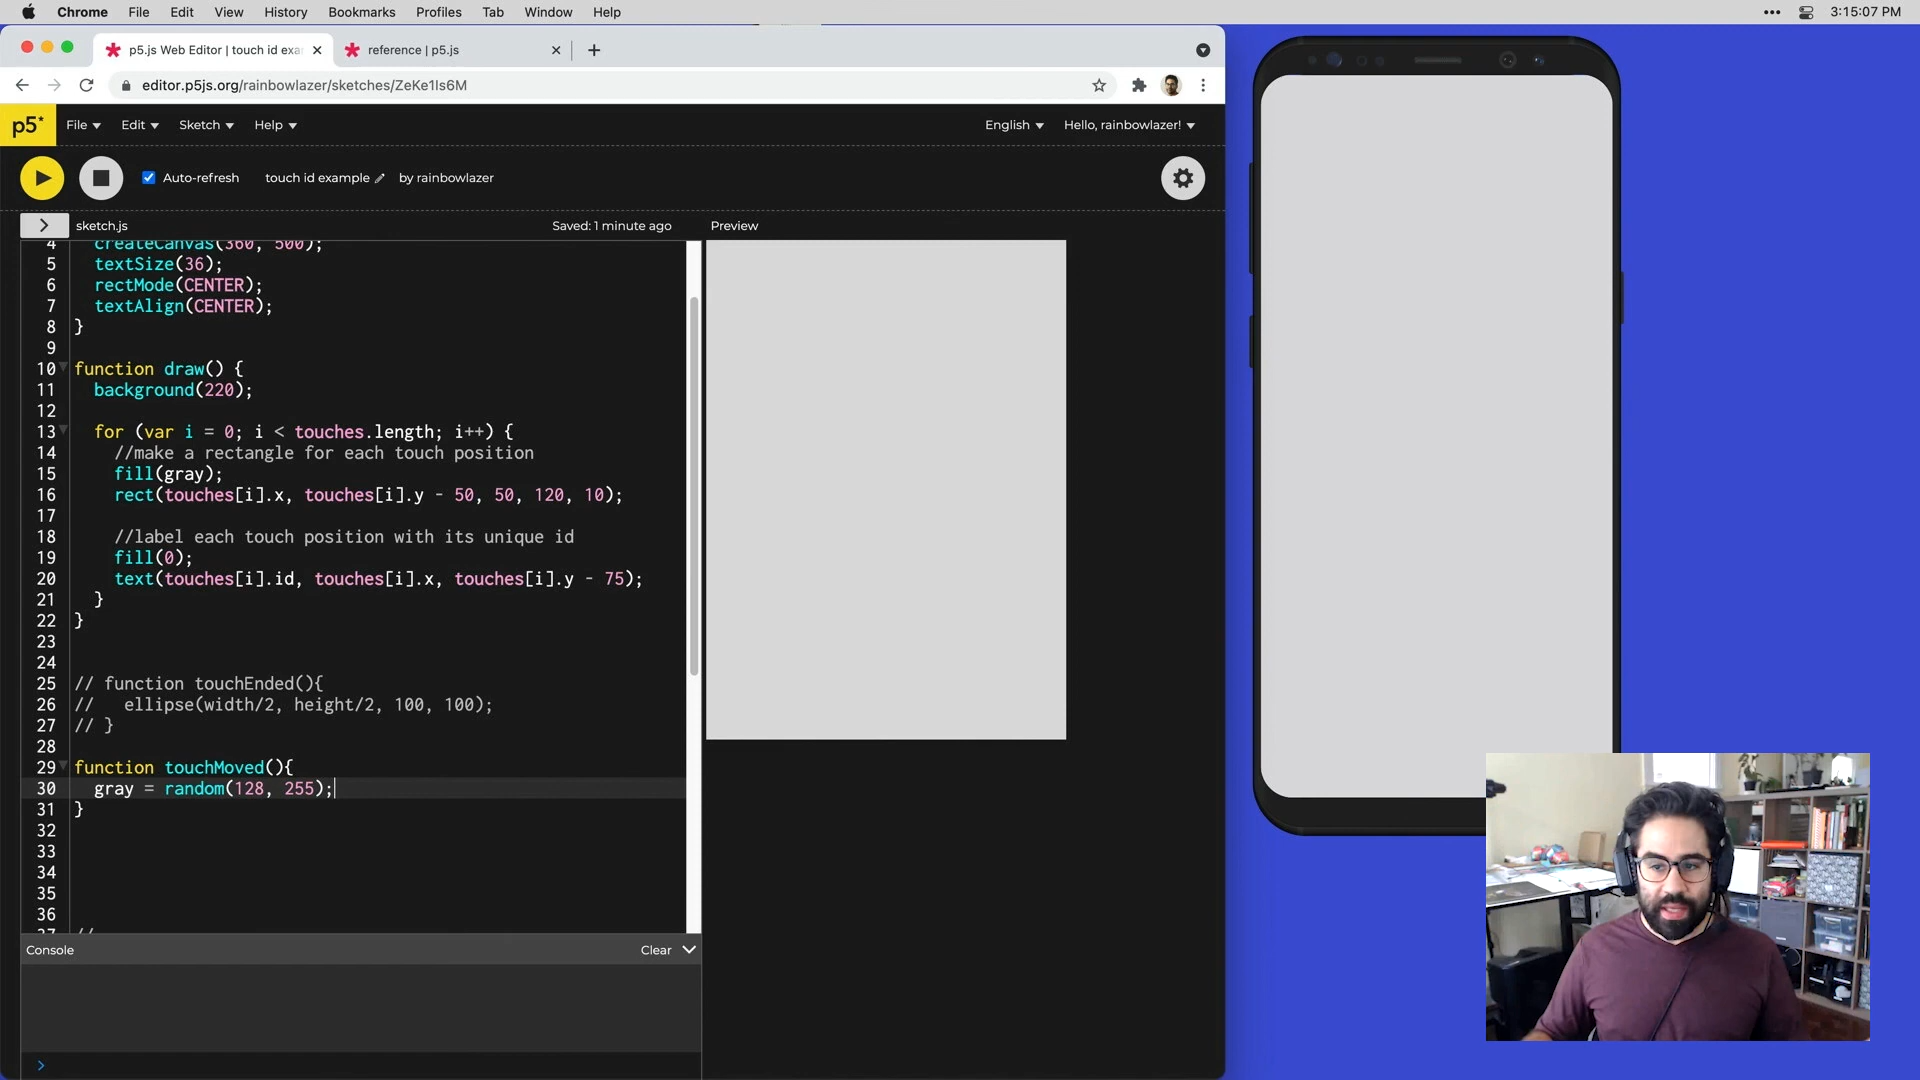 Chrome File Edit View History Bookmarks Profiles Tab Window Help 3:15:07 PM
p5.js Web Editor | touch id exa reference | p5.js
editor.p5js.org/rainbowlazer/sketches/ZeKe1Is6M
p5* File Edit Sketch Help English Hello, rainbowlazer!
Auto-refresh touch id example by rainbowlazer
sketch.js Saved: 1 minute ago Preview
4 createCanvas(360, 500);
5 textSize(36);
6 rectMode(CENTER);
7 textAlign(CENTER);
8 }
9
10 function draw() {
11 background(220);
12
13 for (var i = 0; i < touches.length; i++) {
14 //make a rectangle for each touch position
15 fill(gray);
16 rect(touches[i].x, touches[i].y - 50, 50, 120, 10);
17
18 //label each touch position with its unique id
19 fill(0);
20 text(touches[i].id, touches[i].x, touches[i].y - 75);
21 }
22 }
23
24
25 // function touchEnded(){
26 // ellipse(width/2, height/2, 100, 100);
27 // }
28
29 function touchMoved(){
30 gray = random(128, 255);
31 }
32
33
34
35
36
37 //
Console Clear
>